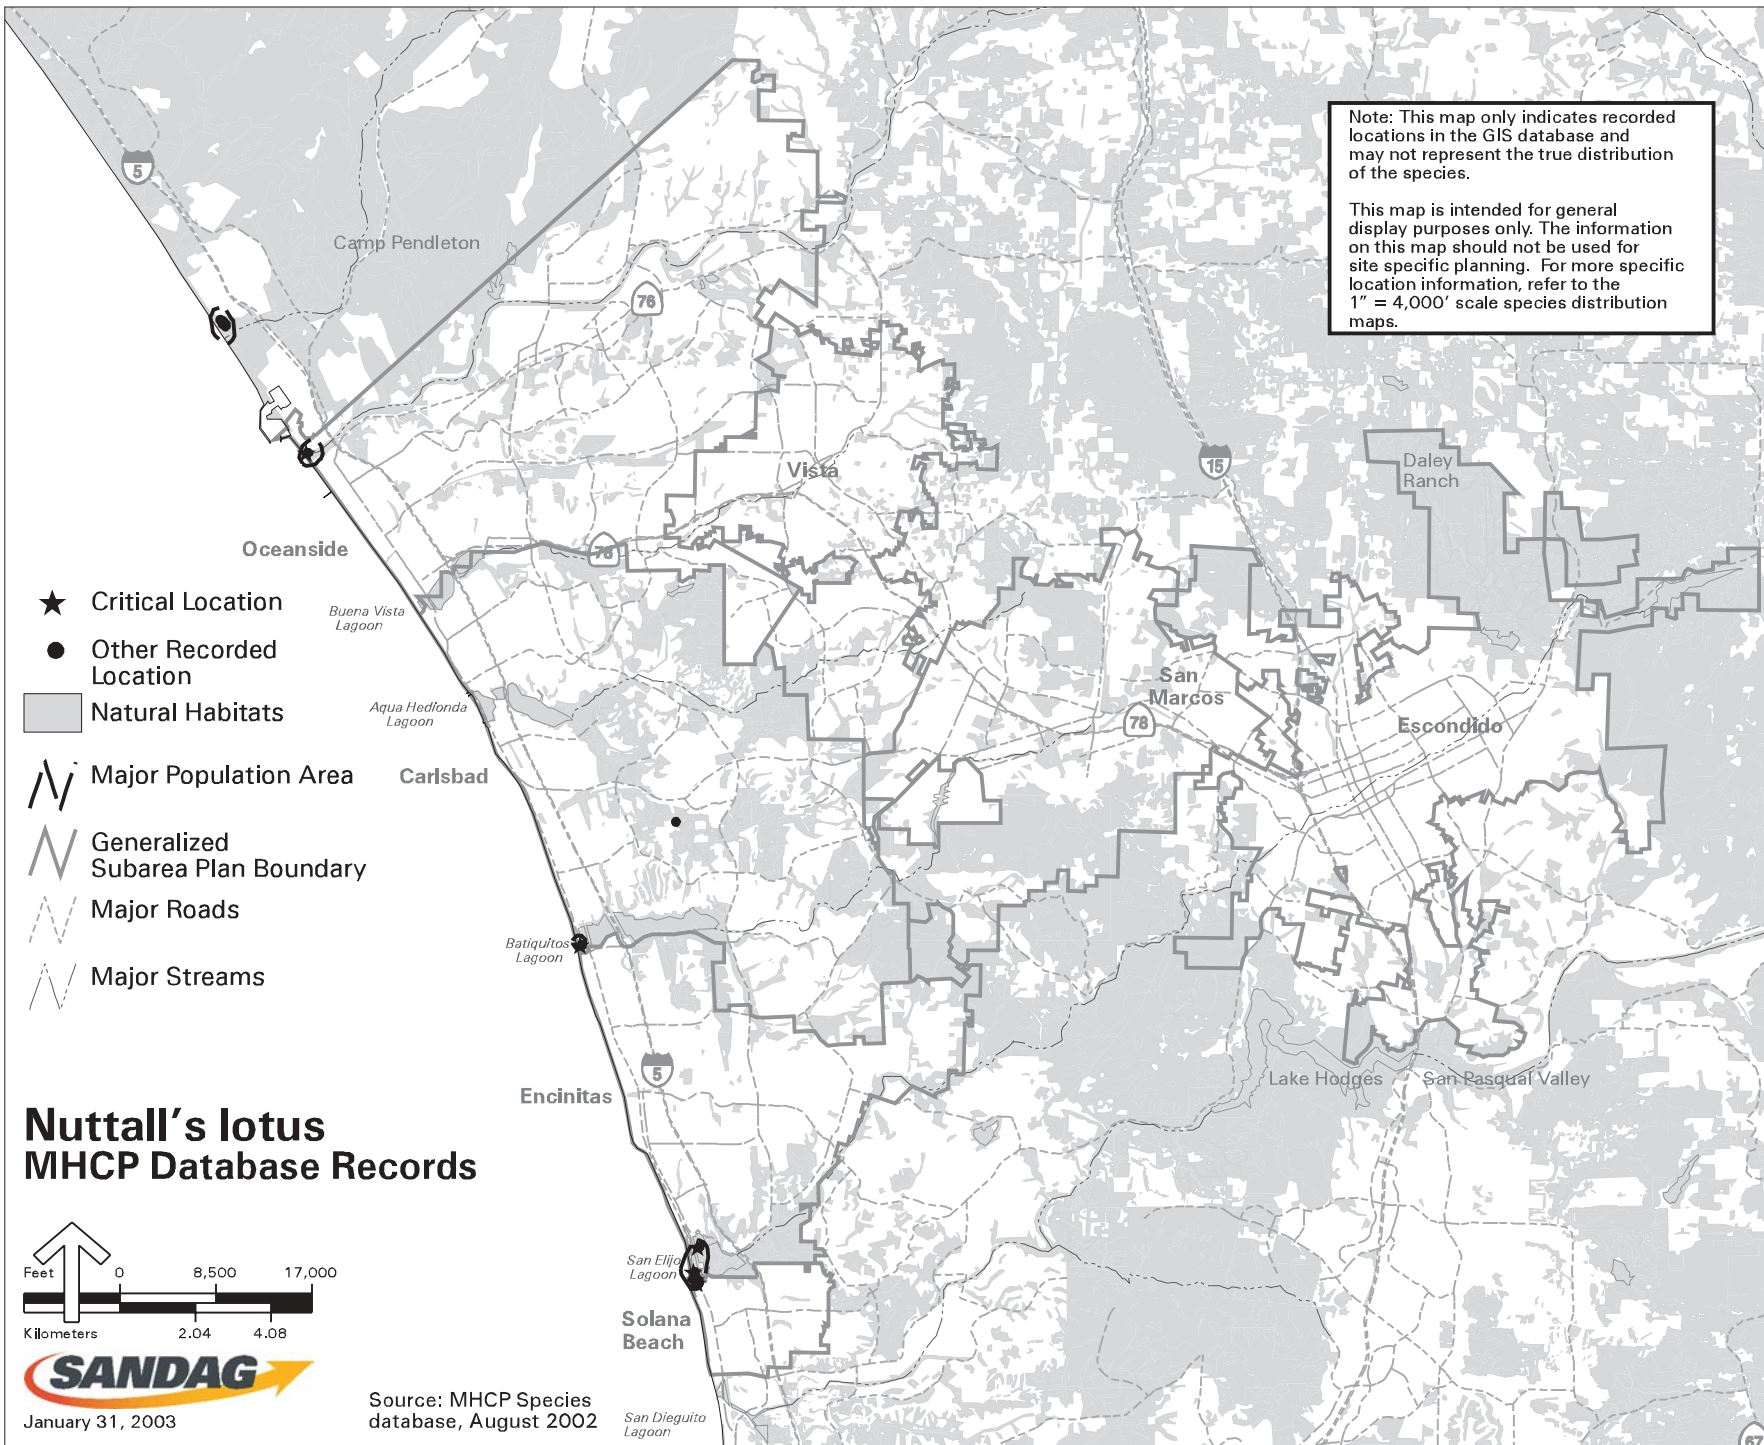 Note: This map only indicates recorded
locations in the GIS database and
may not represent the true distribution
of the species.
This map is intended for general
display purposes only. The information
on this map should not be used for
site specific planning. For more specific
location information, refer to the
1" = 4,000' scale species distribution
maps.
5
Camp Pendleton
76
Vista
15
Daley
Ranch
Oceanside
78
Critical Location
Buena Vista
Lagoon
Other Recorded
Location
San
Marcos
Natural Habitats
Aqua Hedionda
Lagoon
78
Escondido
Major Population Area
Carlsbad
Generalized
Subarea Plan Boundary
Major Roads
Batiquitos
Lagoon
Major Streams
5
Encinitas
Lake Hodges
San Pasqual Valley
Nuttall's lotus
MHCP Database Records
San Elijo
Lagoon
Feet 0 8,500 17,000
Kilometers 2.04 4.08
Solana
Beach
SANDAG
January 31, 2003
Source: MHCP Species
database, August 2002
San Dieguito
Lagoon
67